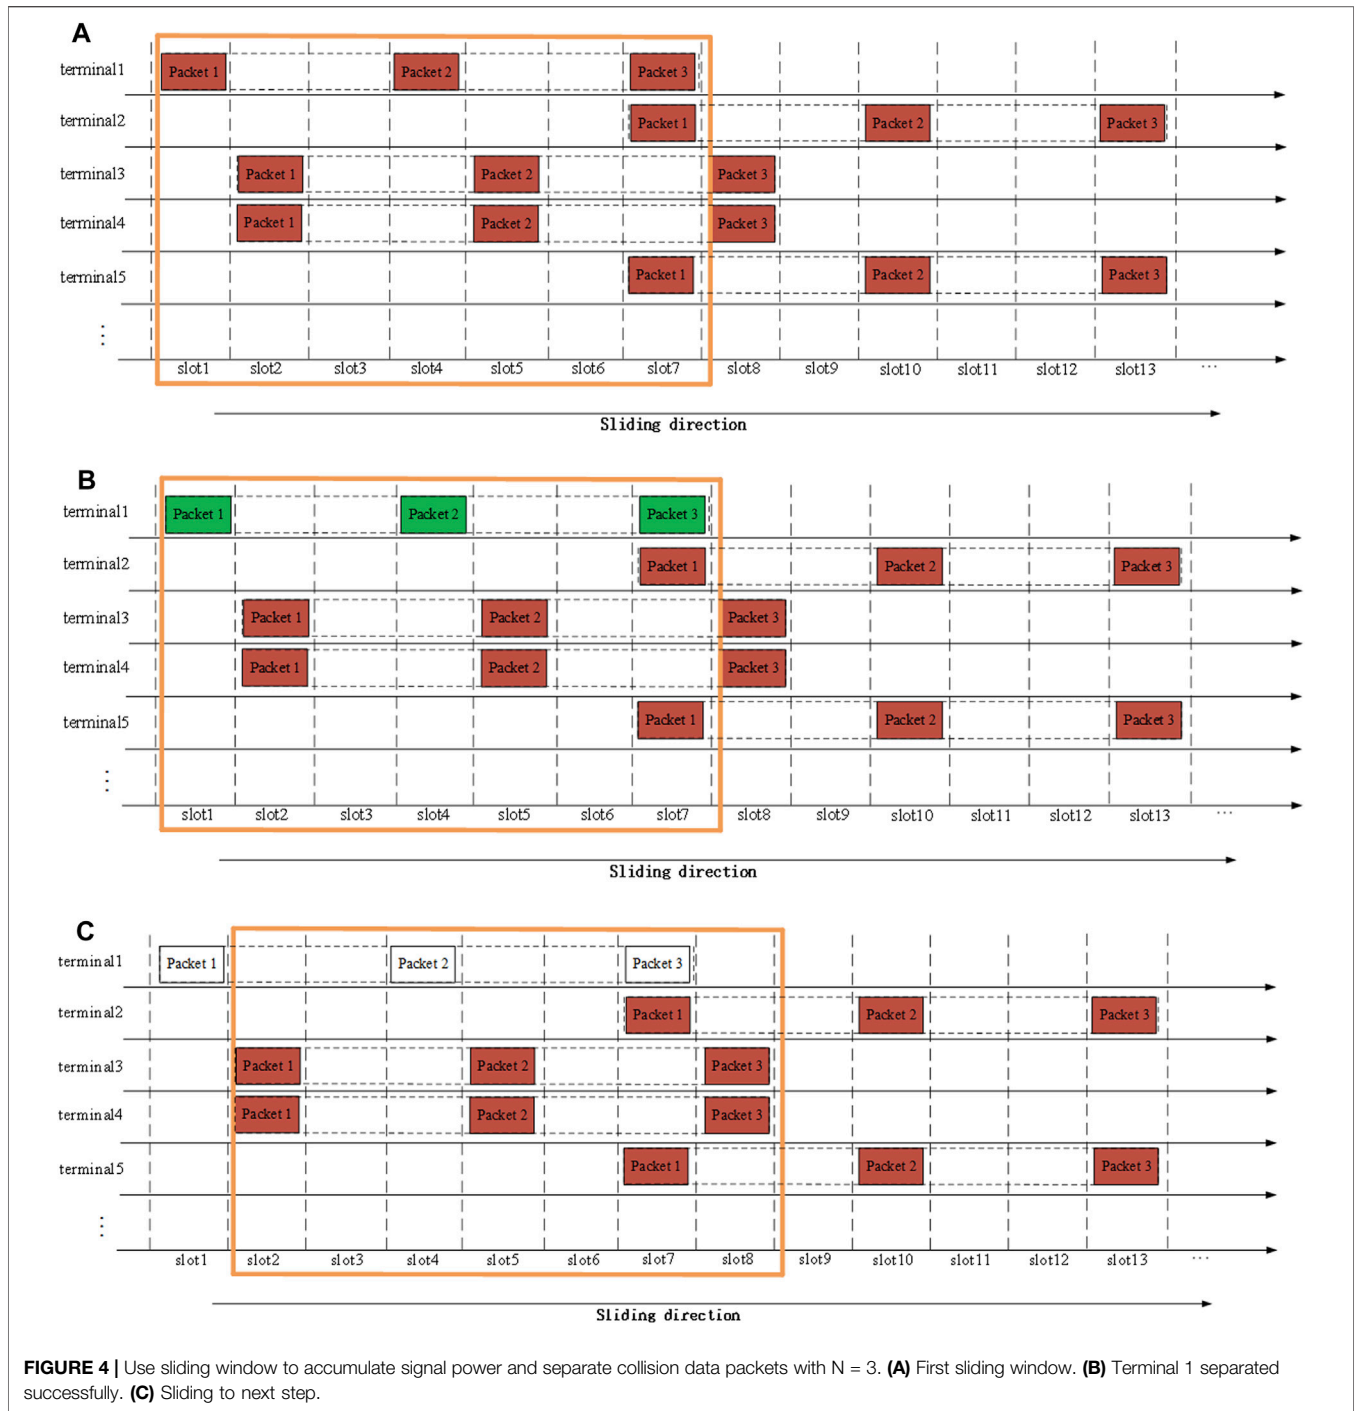 A
terminal1 Packet 1 Packet 2 Packet 3
terminal2 Packet 1 Packet 2 Packet 3
terminal3 Packet 1 Packet 2 Packet 3
terminal4 Packet 1 Packet 2 Packet 3
terminal5 Packet 1 Packet 2 Packet 3
⋮
slot1 slot2 slot3 slot4 slot5 slot6 slot7 slot8 slot9 slot10 slot11 slot12 slot13 ...
Sliding direction
B
terminal1 Packet 1 Packet 2 Packet 3
terminal2 Packet 1 Packet 2 Packet 3
terminal3 Packet 1 Packet 2 Packet 3
terminal4 Packet 1 Packet 2 Packet 3
terminal5 Packet 1 Packet 2 Packet 3
⋮
slot1 slot2 slot3 slot4 slot5 slot6 slot7 slot8 slot9 slot10 slot11 slot12 slot13 ...
Sliding direction
C
terminal1 Packet 1 Packet 2 Packet 3
terminal2 Packet 1 Packet 2 Packet 3
terminal3 Packet 1 Packet 2 Packet 3
terminal4 Packet 1 Packet 2 Packet 3
terminal5 Packet 1 Packet 2 Packet 3
⋮
slot1 slot2 slot3 slot4 slot5 slot6 slot7 slot8 slot9 slot10 slot11 slot12 slot13 ...
Sliding direction
FIGURE 4 | Use sliding window to accumulate signal power and separate collision data packets with N = 3. (A) First sliding window. (B) Terminal 1 separated
successfully. (C) Sliding to next step.